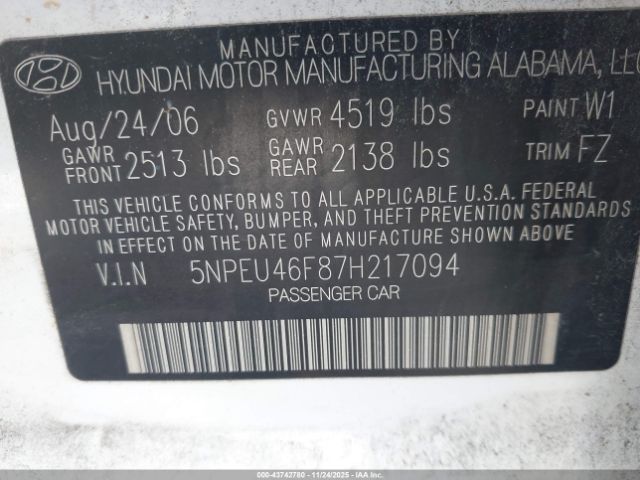 MANUFACTURED BY
HYUNDAI MOTOR MANUFACTURING ALABAMA, LLC
Aug/24/06 GVWR 4519 lbs PAINT W1
GAWR FRONT 2513 lbs GAWR REAR 2138 lbs TRIM FZ
THIS VEHICLE CONFORMS TO ALL APPLICABLE U.S.A. FEDERAL
MOTOR VEHICLE SAFETY, BUMPER, AND THEFT PREVENTION STANDARDS
IN EFFECT ON THE DATE OF MANUFACTURE SHOWN ABOVE
V.I.N 5NPEU46F87H217094
PASSENGER CAR
000-43742780 - 11/24/2025 - IAAI.COM